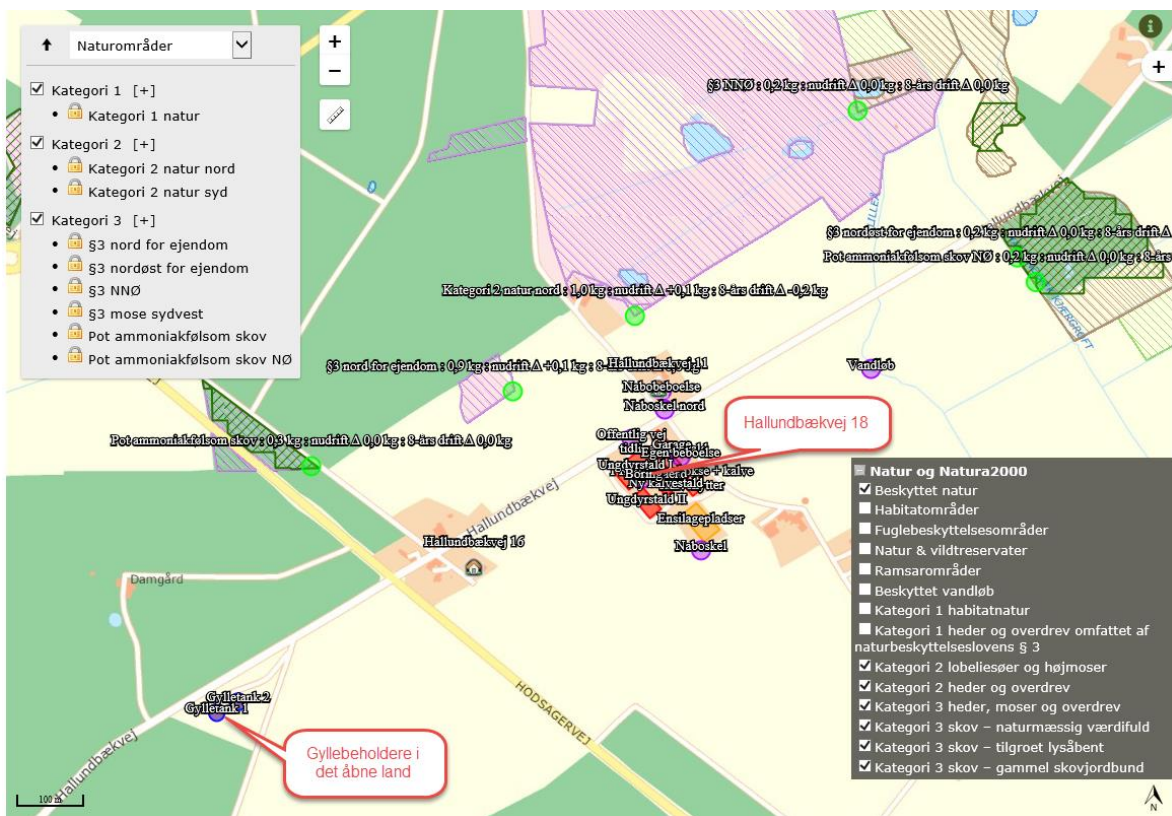 Naturområder
Kategori 1 [+]
Kategori 1 natur
Kategori 2 [+]
Kategori 2 natur nord
Kategori 2 natur syd
Kategori 3 [+]
§3 nord for ejendom
§3 nordøst for ejendom
§3 NNØ
§3 mose sydvest
Pot ammoniakfølsom skov
Pot ammoniakfølsom skov NØ
+
−
i
+
§3 NNØ : 0,2 kg : nudrift Δ 0,0 kg : 8-års drift Δ 0,0 kg
Hallundbækvej
LILLEÅ
§3 nordøst for ejendom : 0,2 kg : nudrift Δ 0,0 kg : 8-års drift Δ
Pot ammoniakfølsom skov NØ : 0,2 kg : nudrift Δ 0,0 kg : 8-års
Kategori 2 natur nord : 1,0 kg : nudrift Δ +0,1 kg : 8-års drift Δ -0,2 kg
§3 nord for ejendom : 0,9 kg : nudrift Δ +0,1 kg : 8-
Hallundbækvej 11
Vandløb
Nabobeboelse
Naboskel nord
Hallundbækvej 18
Pot ammoniakfølsom skov : 0,3 kg : nudrift Δ 0,0 kg : 8-års drift Δ 0,0 kg
Offentlig vej
Garage
Egen beboelse
Ny kalvestald
Ungdyrstald II
Ensilagepladser
Naboskel
Hallundbækvej
Hallundbækvej 16
Damgård
Gylletank 2
Gylletank 1
HODSAGERVEJ
Gyllebeholdere i
det åbne land
Hallundbækvej
100 m
Natur og Natura2000
Beskyttet natur
Habitatområder
Fuglebeskyttelsesområder
Natur & vildtreservater
Ramsarområder
Beskyttet vandløb
Kategori 1 habitatnatur
Kategori 1 heder og overdrev omfattet af
naturbeskyttelseslovens § 3
Kategori 2 lobeliesøer og højmoser
Kategori 2 heder og overdrev
Kategori 3 heder, moser og overdrev
Kategori 3 skov – naturmæssig værdifuld
Kategori 3 skov – tilgroet lysåbent
Kategori 3 skov – gammel skovjordbund
N